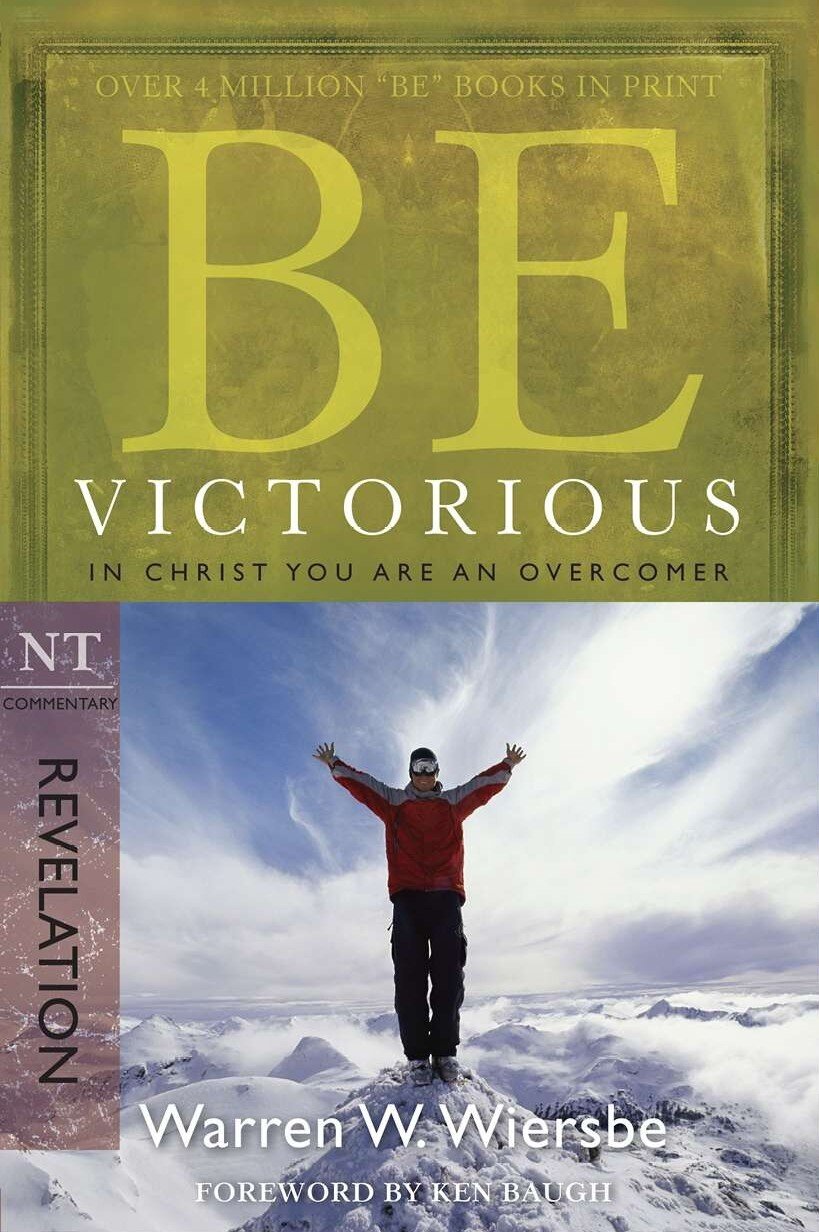 OVER 4 MILLION “BE” BOOKS IN PRINT
BE
VICTORIOUS
IN CHRIST YOU ARE AN OVERCOMER
NT
COMMENTARY
REVELATION
Warren W. Wiersbe
FOREWORD BY KEN BAUGH